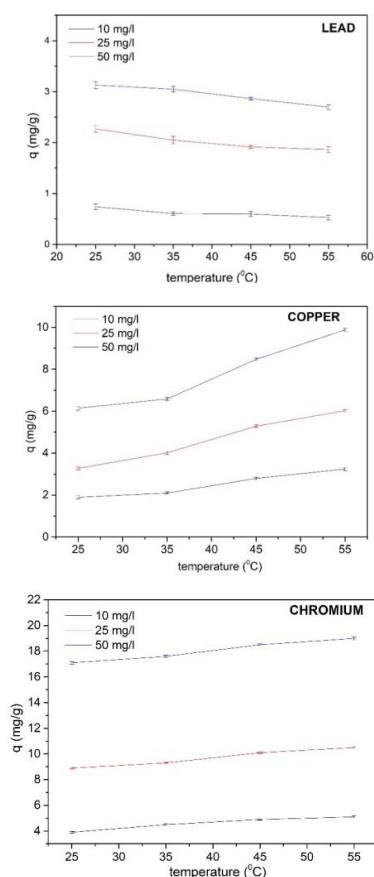 LEAD
10 mg/l
25 mg/l
50 mg/l
4
3
2
1
0
q (mg/g)
20 25 30 35 40 45 50 55 60
temperature (⁰C)
COPPER
10 mg/l
25 mg/l
50 mg/l
10
8
6
4
2
0
q (mg/g)
25 30 35 40 45 50 55
temperature (⁰C)
CHROMIUM
10 mg/l
25 mg/l
50 mg/l
22
20
18
16
14
12
10
8
6
4
q (mg/g)
25 30 35 40 45 50 55
temperature (⁰C)